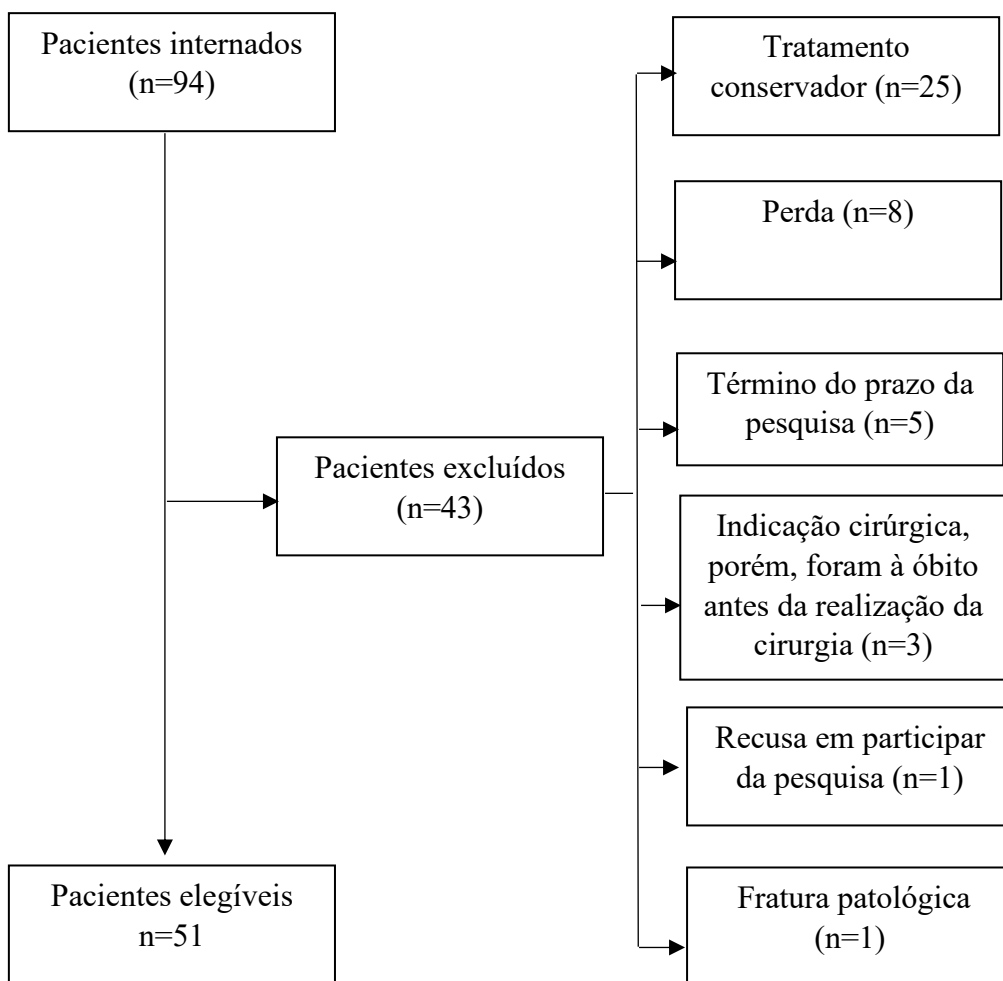 Pacientes internados
(n=94)
Tratamento
conservador (n=25)
Perda (n=8)
Término do prazo da
pesquisa (n=5)
Pacientes excluídos
(n=43)
Indicação cirúrgica,
porém, foram à óbito
antes da realização da
cirurgia (n=3)
Recusa em participar
da pesquisa (n=1)
Pacientes elegíveis
n=51
Fratura patológica
(n=1)